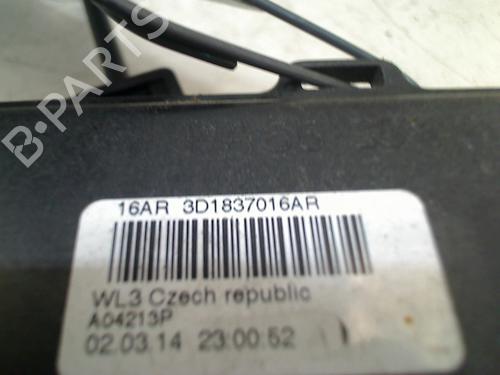 B-PARTS
16AR 3D1837016AR
WL3 Czech republic
A04213P
02.03.14 23:00:52